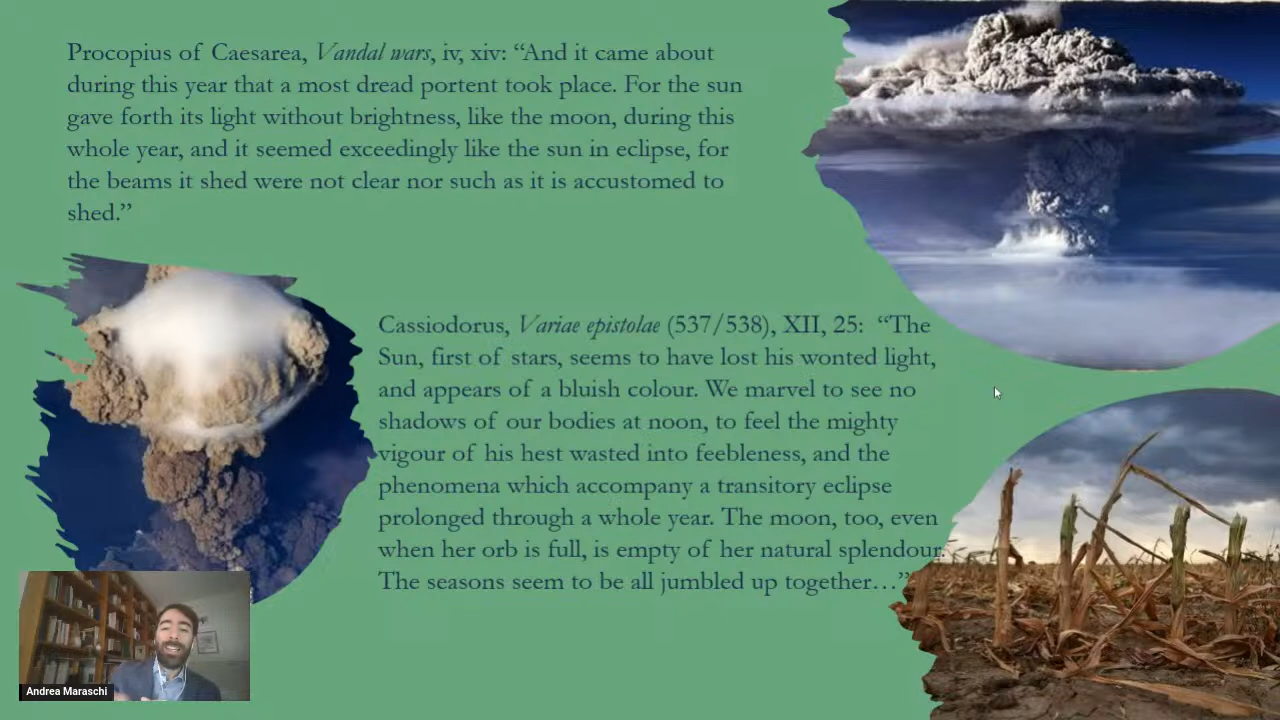 Procopius of Caesarea, Vandal wars, iv, xiv: “And it came about
during this year that a most dread portent took place. For the sun
gave forth its light without brightness, like the moon, during this
whole year, and it seemed exceedingly like the sun in eclipse, for
the beams it shed were not clear nor such as it is accustomed to
shed.”
Cassiodorus, Variae epistolae (537/538), XII, 25: “The
Sun, first of stars, seems to have lost his wonted light,
and appears of a bluish colour. We marvel to see no
shadows of our bodies at noon, to feel the mighty
vigour of his hest wasted into feebleness, and the
phenomena which accompany a transitory eclipse
prolonged through a whole year. The moon, too, even
when her orb is full, is empty of her natural splendour.
The seasons seem to be all jumbled up together…”
Andrea Maraschi